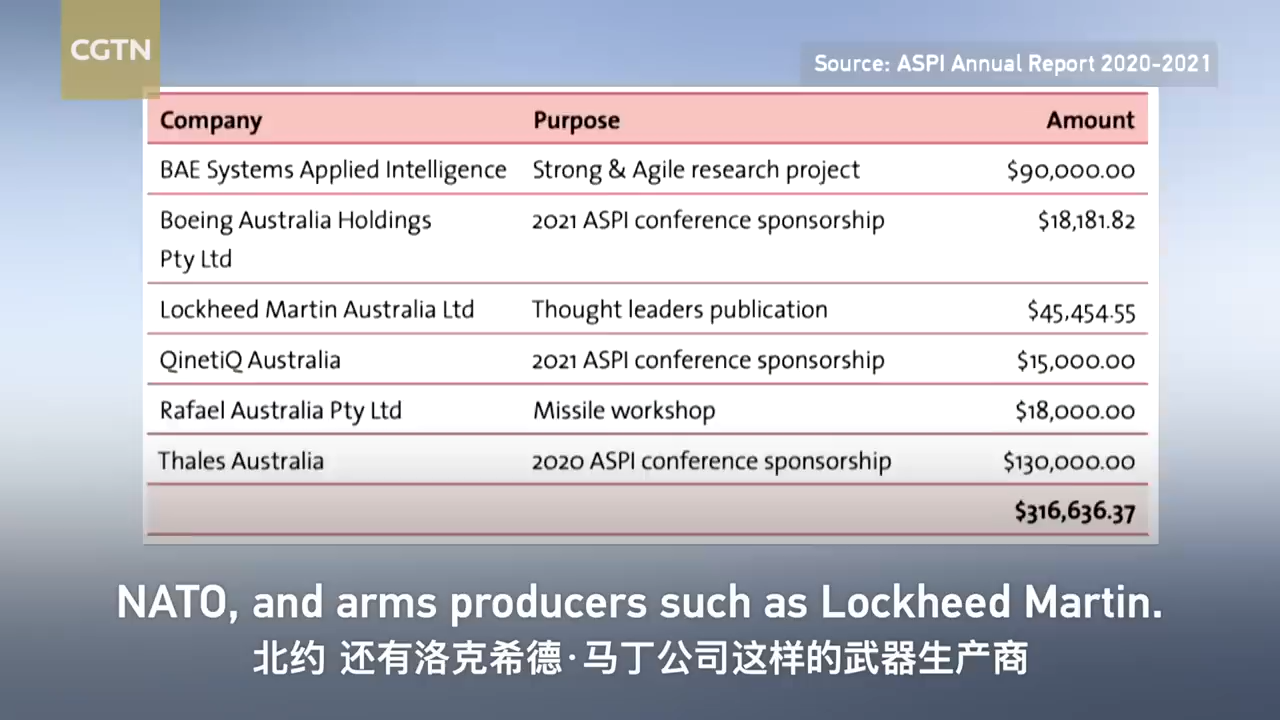 CGTN
Source: ASPI Annual Report 2020-2021
Company Purpose Amount
BAE Systems Applied Intelligence Strong & Agile research project $90,000.00
Boeing Australia Holdings 2021 ASPI conference sponsorship $18,181.82
Pty Ltd
Lockheed Martin Australia Ltd Thought leaders publication $45,454.55
QinetiQ Australia 2021 ASPI conference sponsorship $15,000.00
Rafael Australia Pty Ltd Missile workshop $18,000.00
Thales Australia 2020 ASPI conference sponsorship $130,000.00
$316,636.37
NATO, and arms producers such as Lockheed Martin.
北约 还有洛克希德·马丁公司这样的武器生产商